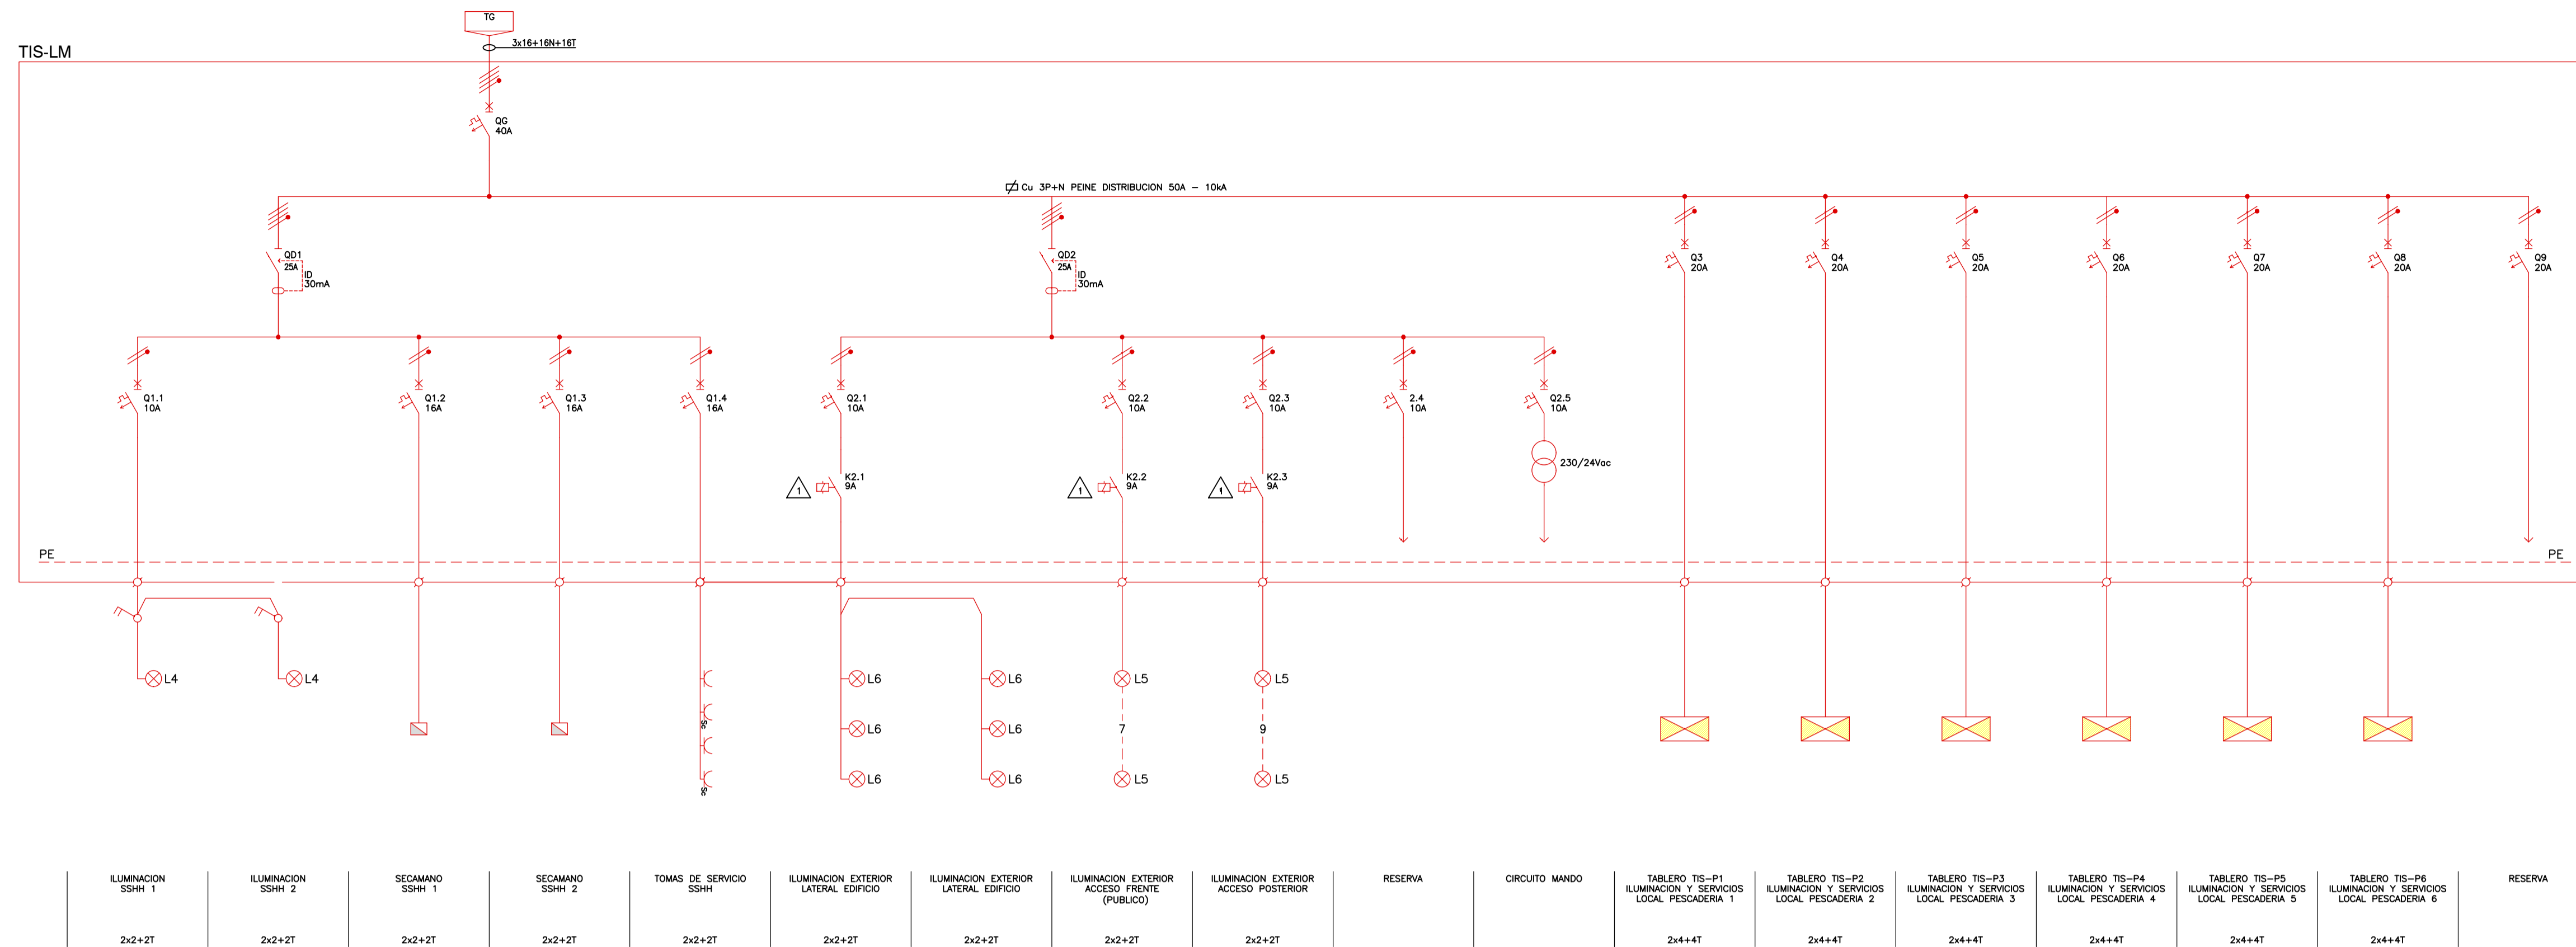 TG
3x16+16N+16T
TIS-LM
QG
40A
Cu 3P+N PEINE DISTRIBUCION 50A - 10kA
QD1
25A
ID
30mA
QD2
25A
ID
30mA
Q3
20A
Q4
20A
Q5
20A
Q6
20A
Q7
20A
Q8
20A
Q9
20A
Q1.1
10A
Q1.2
16A
Q1.3
16A
Q1.4
16A
Q2.1
10A
Q2.2
10A
Q2.3
10A
2.4
10A
Q2.5
10A
230/24Vac
1
K2.1
9A
1
K2.2
9A
1
K2.3
9A
PE
PE
L4
L4
Sc
Sc
L6
L6
L6
L6
L6
L6
L5
7
L5
L5
9
L5
ILUMINACION
SSHH 1
2x2+2T
ILUMINACION
SSHH 2
2x2+2T
SECAMANO
SSHH 1
2x2+2T
SECAMANO
SSHH 2
2x2+2T
TOMAS DE SERVICIO
SSHH
2x2+2T
ILUMINACION EXTERIOR
LATERAL EDIFICIO
2x2+2T
ILUMINACION EXTERIOR
LATERAL EDIFICIO
2x2+2T
ILUMINACION EXTERIOR
ACCESO FRENTE
(PUBLICO)
2x2+2T
ILUMINACION EXTERIOR
ACCESO POSTERIOR
2x2+2T
RESERVA
CIRCUITO MANDO
TABLERO TIS-P1
ILUMINACION Y SERVICIOS
LOCAL PESCADERIA 1
2x4+4T
TABLERO TIS-P2
ILUMINACION Y SERVICIOS
LOCAL PESCADERIA 2
2x4+4T
TABLERO TIS-P3
ILUMINACION Y SERVICIOS
LOCAL PESCADERIA 3
2x4+4T
TABLERO TIS-P4
ILUMINACION Y SERVICIOS
LOCAL PESCADERIA 4
2x4+4T
TABLERO TIS-P5
ILUMINACION Y SERVICIOS
LOCAL PESCADERIA 5
2x4+4T
TABLERO TIS-P6
ILUMINACION Y SERVICIOS
LOCAL PESCADERIA 6
2x4+4T
RESERVA